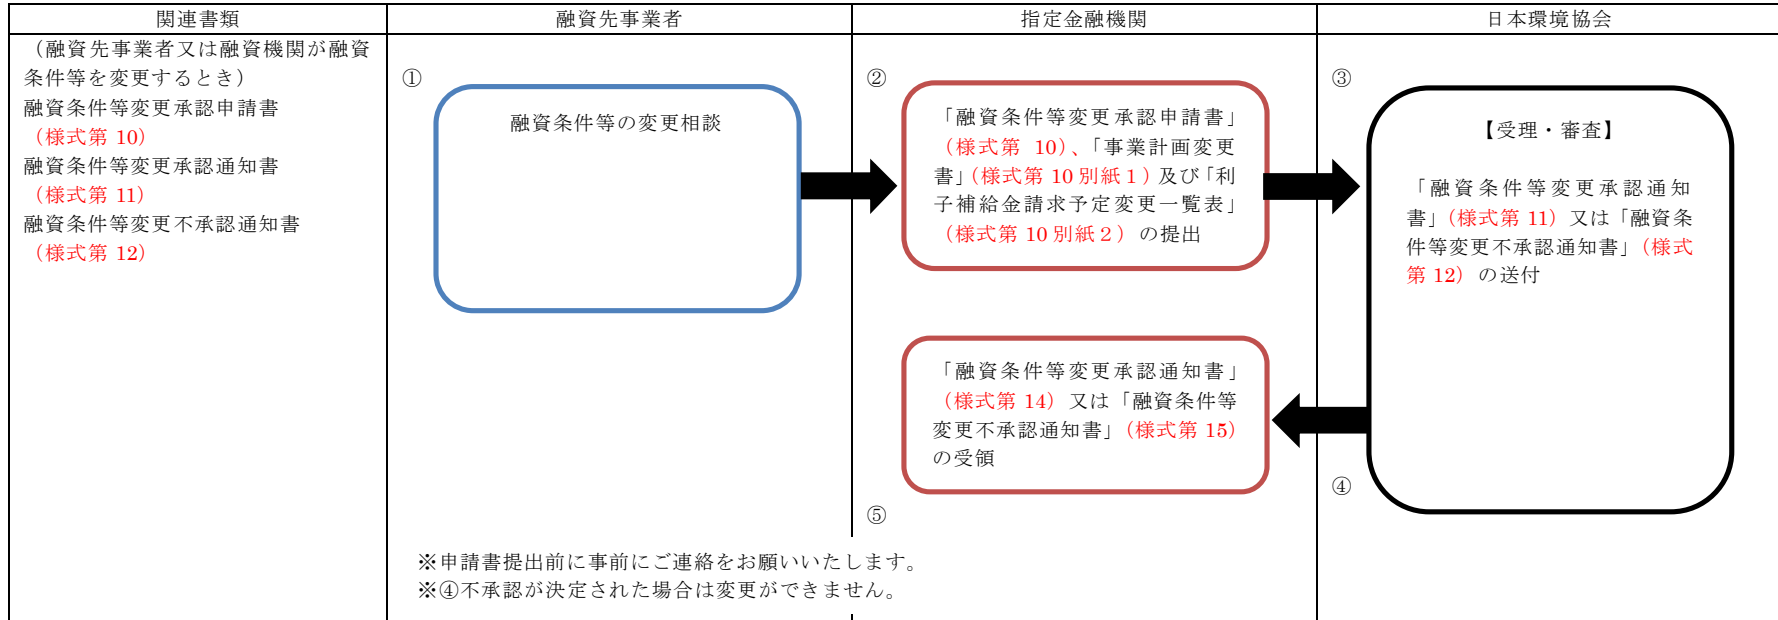 関連書類
融資先事業者
指定金融機関
日本環境協会
（融資先事業者又は融資機関が融資
条件等を変更するとき）
融資条件等変更承認申請書
（様式第 10）
融資条件等変更承認通知書
（様式第 11）
融資条件等変更不承認通知書
（様式第 12）
①
融資条件等の変更相談
②
「融資条件等変更承認申請書」
（様式第 10）、「事業計画変更
書」（様式第 10 別紙１）及び「利
子補給金請求予定変更一覧表」
（様式第 10 別紙２）の提出
③
【受理・審査】
「融資条件等変更承認通知
書」（様式第 11）又は「融資条
件等変更不承認通知書」（様式
第 12）の送付
④
「融資条件等変更承認通知書」
（様式第 14）又は「融資条件等
変更不承認通知書」（様式第 15）
の受領
⑤
※申請書提出前に事前にご連絡をお願いいたします。
※④不承認が決定された場合は変更ができません。